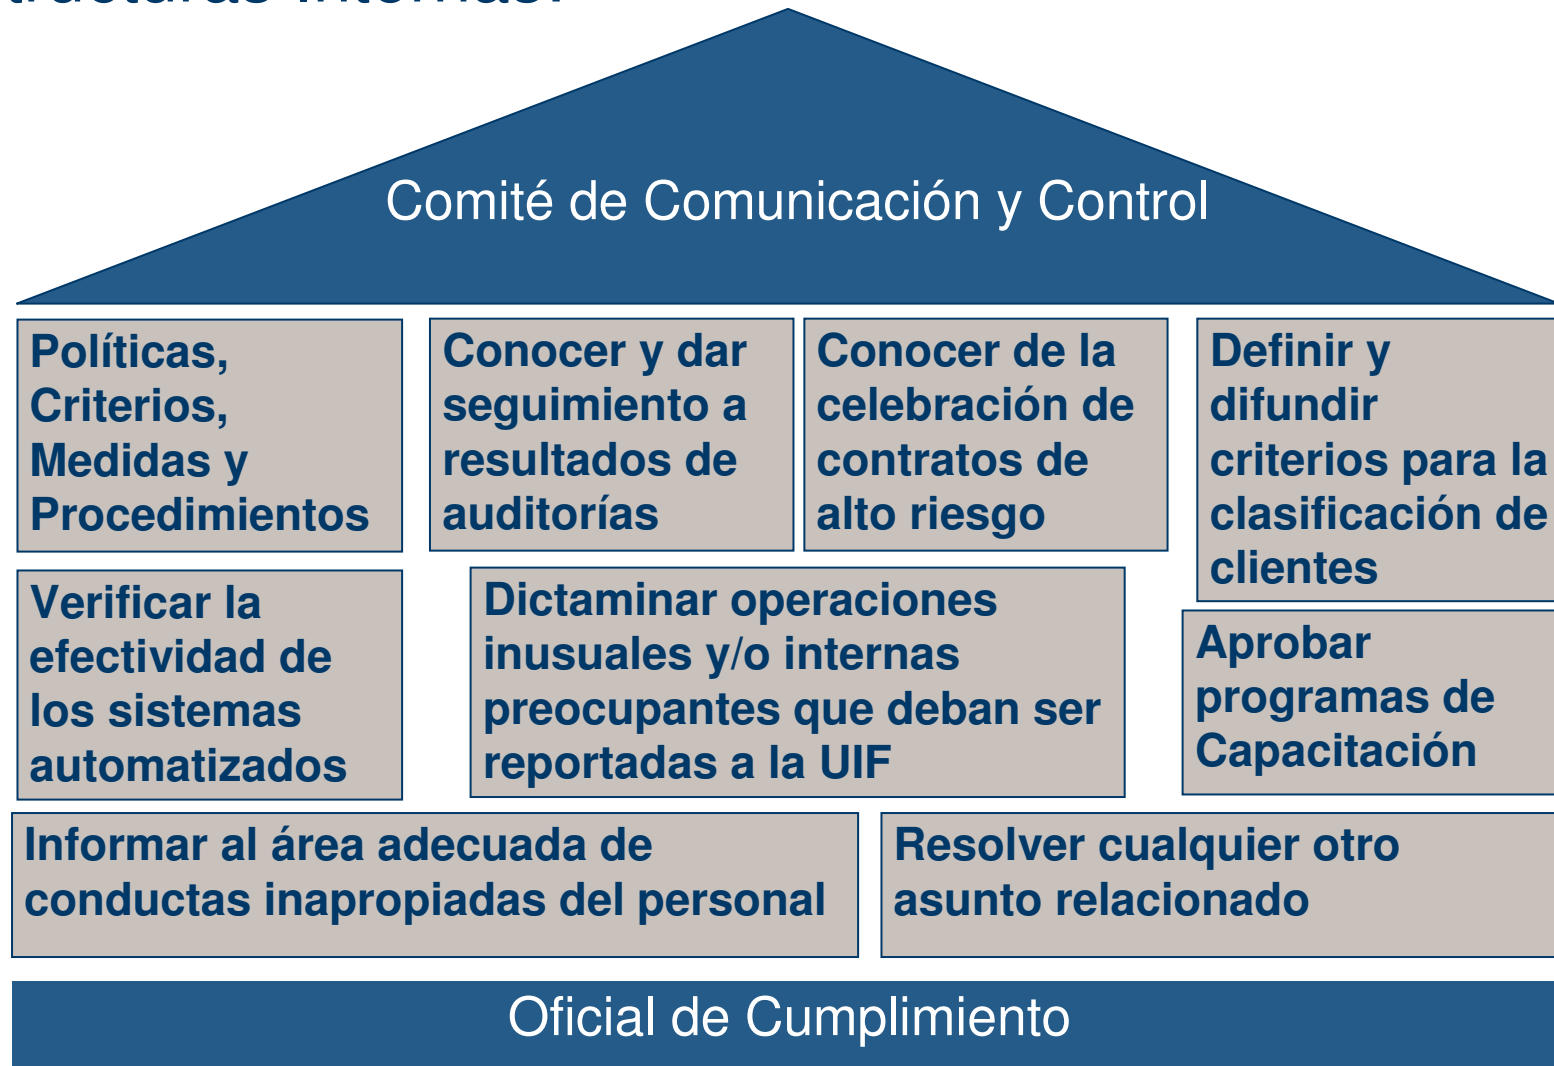 Comité de Comunicación y Control
Políticas,
Criterios,
Medidas y
Procedimientos
Conocer y dar
seguimiento a
resultados de
auditorías
Conocer de la
celebración de
contratos de
alto riesgo
Definir y
difundir
criterios para la
clasificación de
clientes
Verificar la
efectividad de
los sistemas
automatizados
Dictaminar operaciones
inusuales y/o internas
preocupantes que deban ser
reportadas a la UIF
Aprobar
programas de
Capacitación
Informar al área adecuada de
conductas inapropiadas del personal
Resolver cualquier otro
asunto relacionado
Oficial de Cumplimiento